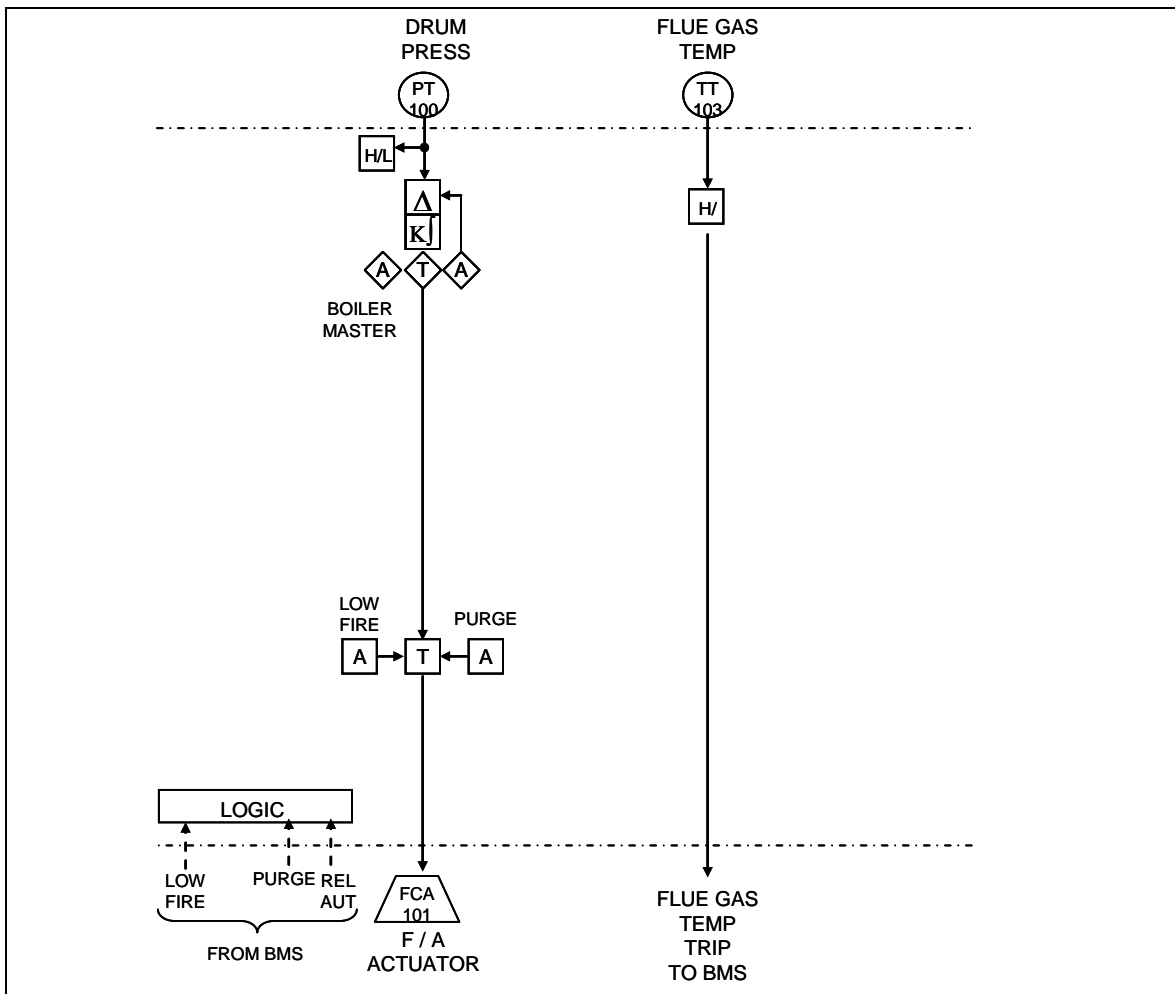 DRUM
PRESS
FLUE GAS
TEMP
PT
100
TT
103
H/L
Δ
K∫
H/
A
T
A
BOILER
MASTER
LOW
FIRE
PURGE
A
T
A
LOGIC
LOW
FIRE
PURGE
REL
AUT
FROM BMS
FCA
101
F / A
ACTUATOR
FLUE GAS
TEMP
TRIP
TO BMS